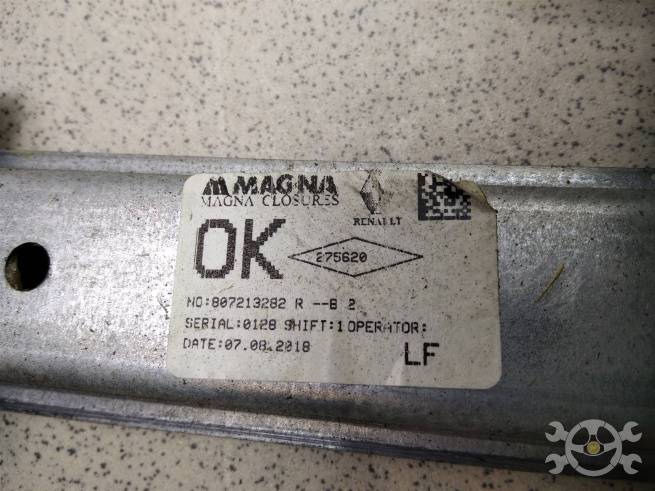 MAGNA
MAGNA CLOSURES
RENAULT
OK
275620
NO:807213282 R --B 2
SERIAL:0128 SHIFT:1 OPERATOR:
DATE:07.08.2018
LF